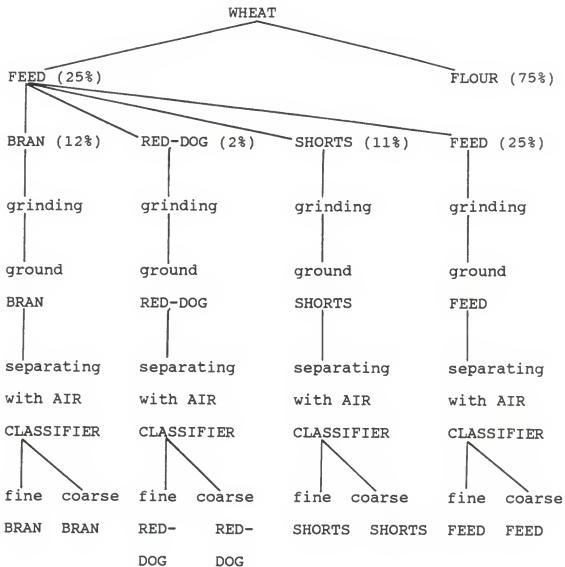 WHEAT
FEED (25%) FLOUR (75%)
BRAN (12%) RED-DOG (2%) SHORTS (11%) FEED (25%)
grinding grinding grinding grinding
ground ground ground ground
BRAN RED-DOG SHORTS FEED
separating separating separating separating
with AIR with AIR with AIR with AIR
CLASSIFIER CLASSIFIER CLASSIFIER CLASSIFIER
fine coarse fine coarse fine coarse fine coarse
BRAN BRAN RED- RED- SHORTS SHORTS FEED FEED
DOG DOG